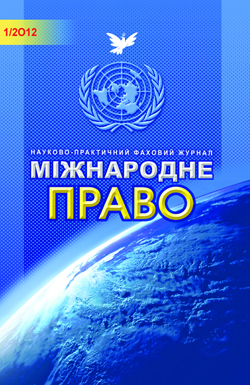 1/2012
НАУКОВО-ПРАКТИЧНИЙ ФАХОВИЙ ЖУРНАЛ
МІЖНАРОДНЕ
ПРАВО